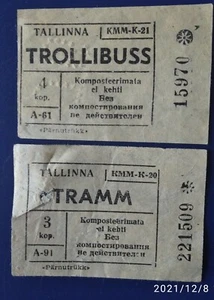 TALLINNA
KMM-K-21
TROLLIBUSS
4
kop.
A-61
Komposteerimata
ei kehti
Без
компостирования
не действителен
15970
«Pärnutrükk»
TALLINNA
KMM-K-20
TRAMM
3
kop.
A-91
Komposteerimata
ei kehti
Без
компостирования
не действителен
221509
«Pärnutrükk»
2021/12/8